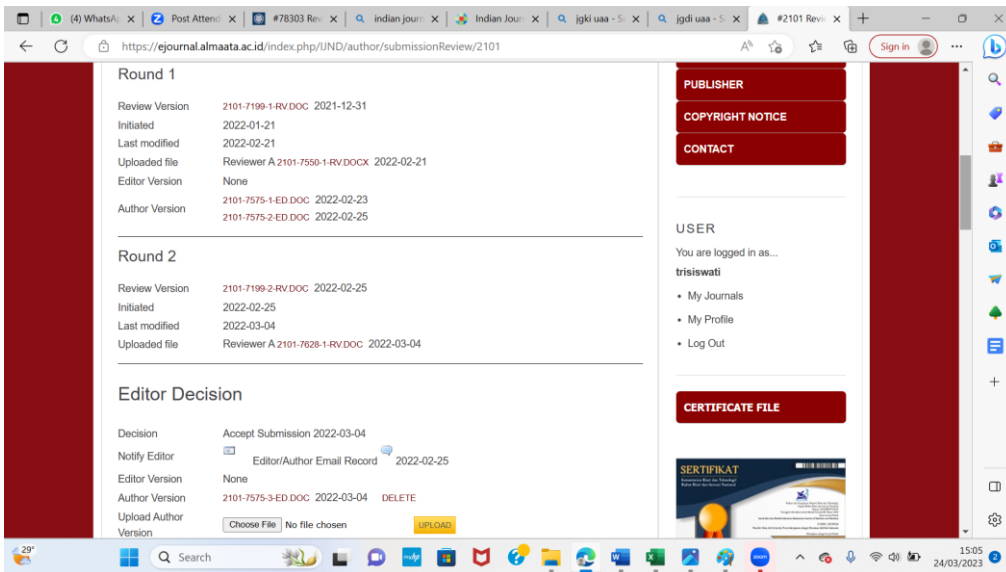 (4) WhatsAp
Post Attend
#78303 Rev
indian journ
Indian Jour
jgki uaa - S
jgdi uaa - S
#2101 Revi
https://ejournal.almaata.ac.id/index.php/IJND/author/submissionReview/2101
Sign in
Round 1
Review Version 2101-7199-1-RV.DOC 2021-12-31
Initiated 2022-01-21
Last modified 2022-02-21
Uploaded file Reviewer A 2101-7550-1-RV.DOCX 2022-02-21
Editor Version None
Author Version 2101-7575-1-ED.DOC 2022-02-23
2101-7575-2-ED.DOC 2022-02-25
Round 2
Review Version 2101-7199-2-RV.DOC 2022-02-25
Initiated 2022-02-25
Last modified 2022-03-04
Uploaded file Reviewer A 2101-7628-1-RV.DOC 2022-03-04
Editor Decision
Decision Accept Submission 2022-03-04
Notify Editor Editor/Author Email Record 2022-02-25
Editor Version None
Author Version 2101-7575-3-ED.DOC 2022-03-04 DELETE
Upload Author
Version
Choose File No file chosen UPLOAD
PUBLISHER
COPYRIGHT NOTICE
CONTACT
USER
You are logged in as...
trisiswati
• My Journals
• My Profile
• Log Out
CERTIFICATE FILE
SERTIFIKAT
29°
Search
zoom
15:05
24/03/2023
2